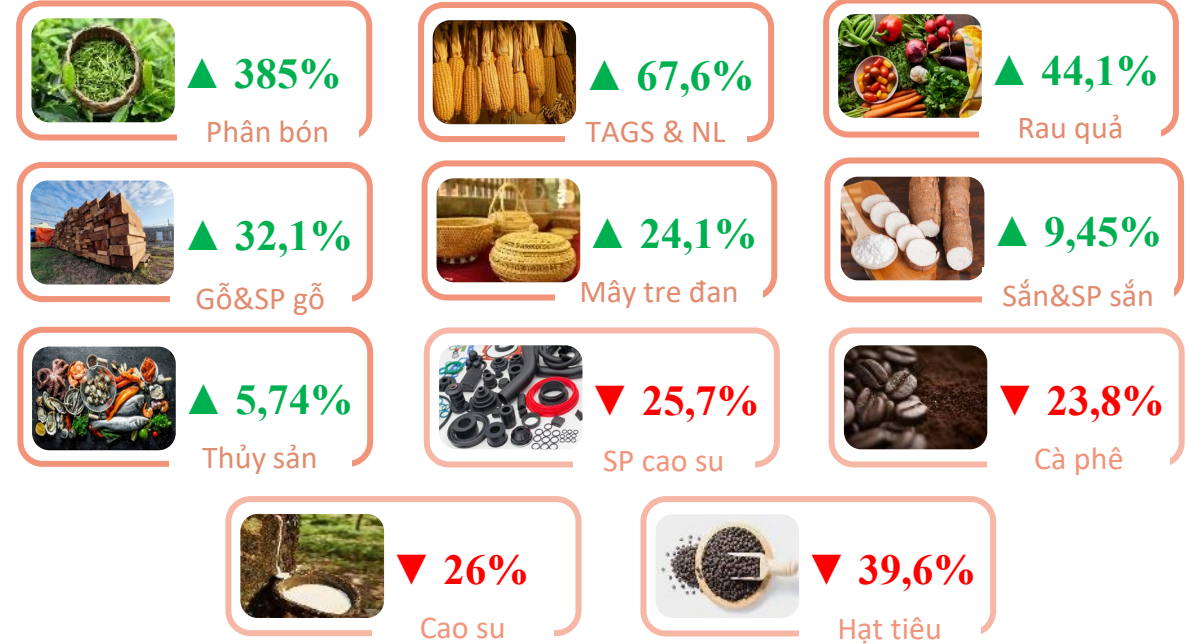 ▲ 385%
Phân bón
▲ 67,6%
TAGS & NL
▲ 44,1%
Rau quả
▲ 32,1%
Gỗ&SP gỗ
▲ 24,1%
Mây tre đan
▲ 9,45%
Sắn&SP sắn
▲ 5,74%
Thủy sản
▼ 25,7%
SP cao su
▼ 23,8%
Cà phê
▼ 26%
Cao su
▼ 39,6%
Hạt tiêu